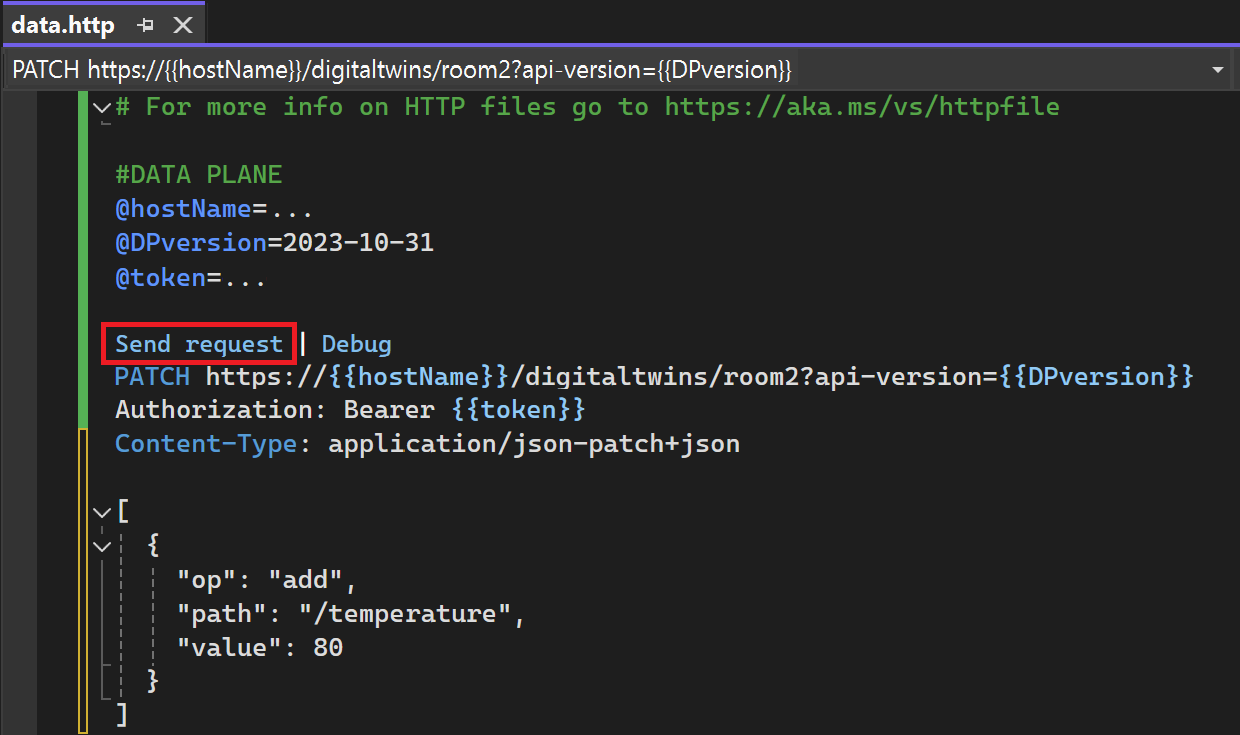 data.http
PATCH https://{{hostName}}/digitaltwins/room2?api-version={{DPversion}}
# For more info on HTTP files go to https://aka.ms/vs/httpfile
#DATA PLANE
@hostName=...
@DPversion=2023-10-31
@token=...
Send request | Debug
PATCH https://{{hostName}}/digitaltwins/room2?api-version={{DPversion}}
Authorization: Bearer {{token}}
Content-Type: application/json-patch+json
[
{
"op": "add",
"path": "/temperature",
"value": 80
}
]